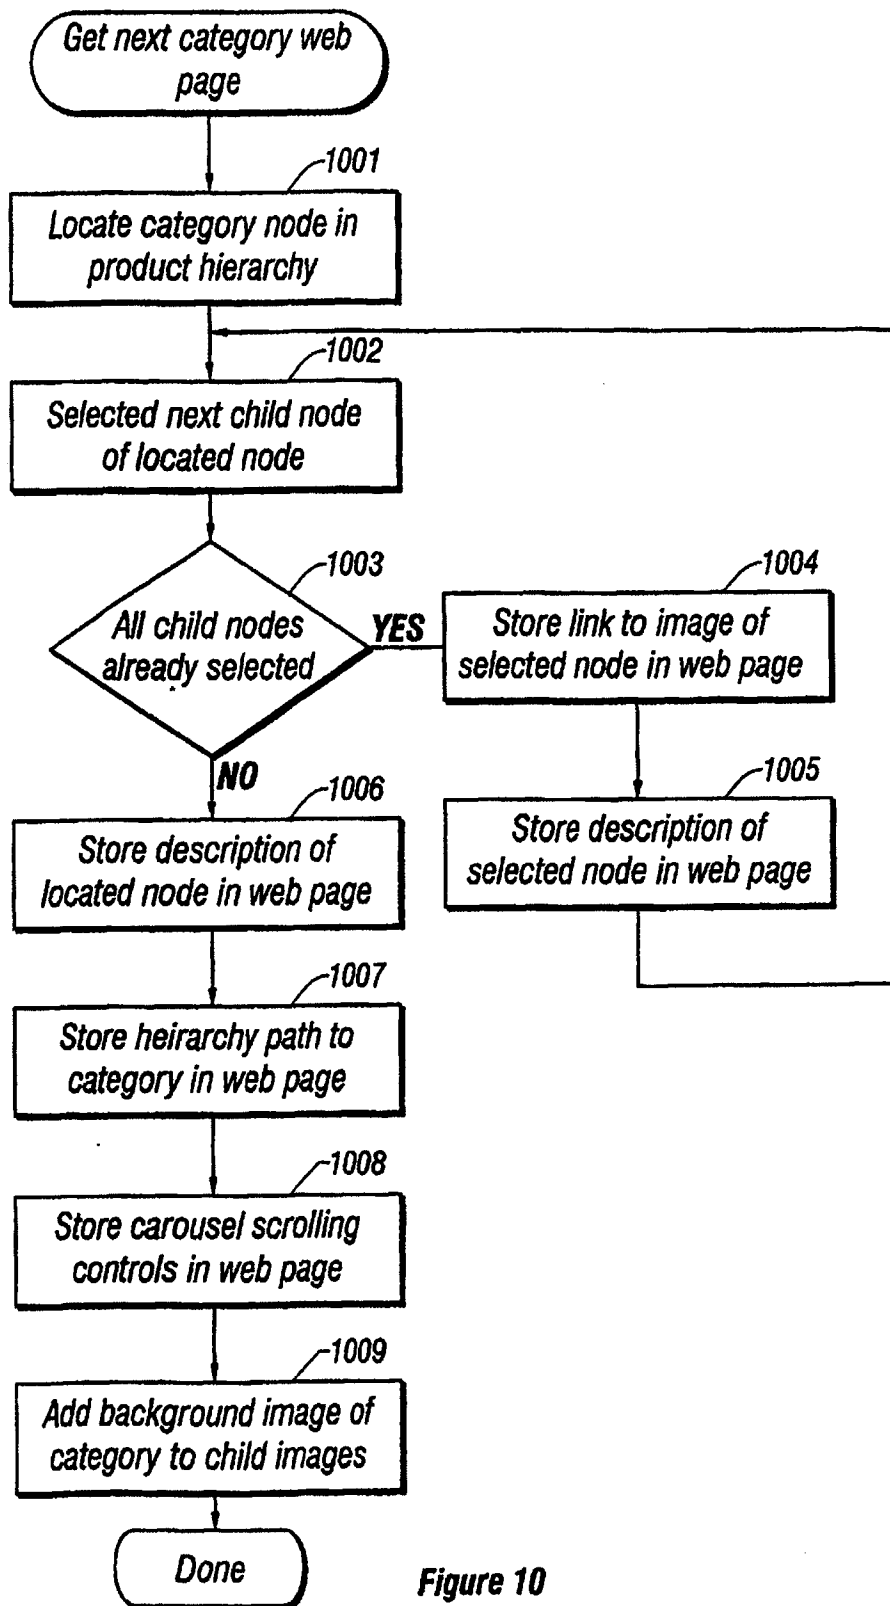 Get next category web
page
1001
Locate category node in
product hierarchy
1002
Selected next child node
of located node
1003
All child nodes
already selected
YES
1004
Store link to image of
selected node in web page
1005
Store description of
selected node in web page
NO
1006
Store description of
located node in web page
1007
Store heirarchy path to
category in web page
1008
Store carousel scrolling
controls in web page
1009
Add background image of
category to child images
Done
Figure 10